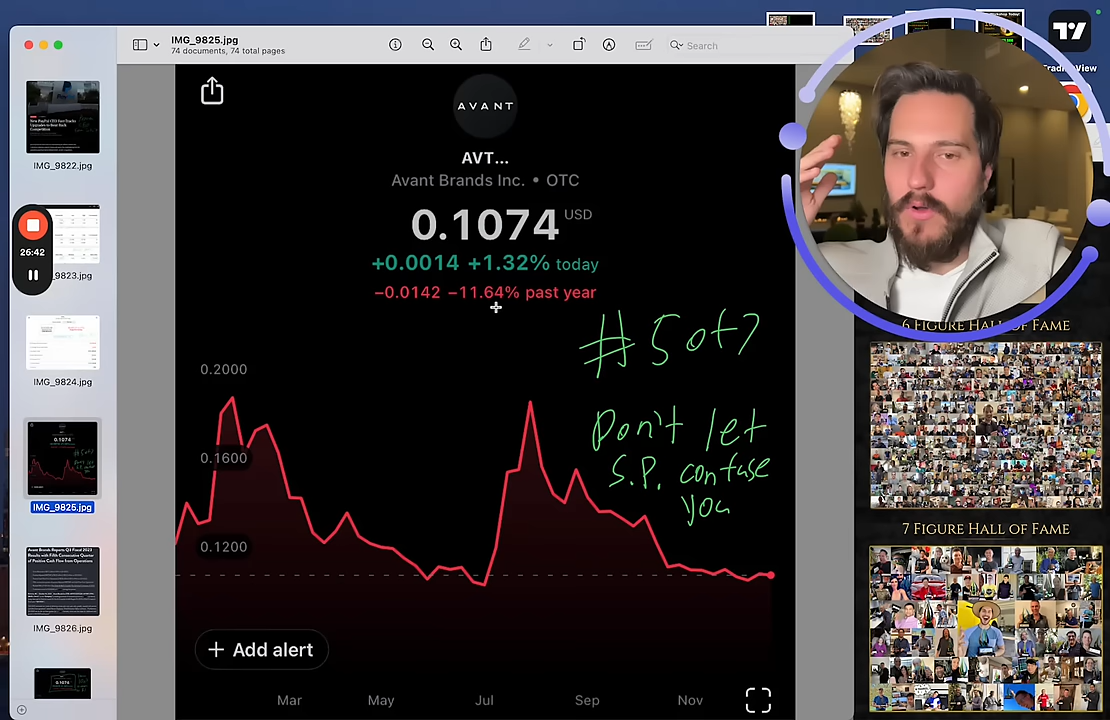 IMG_9825.jpg
74 documents, 74 total pages
Search
IMG_9822.jpg
26:42
9823.jpg
IMG_9824.jpg
IMG_9825.jpg
IMG_9826.jpg
AVANT
AVT...
Avant Brands Inc. • OTC
0.1074 USD
+0.0014 +1.32% today
−0.0142 −11.64% past year
#5 of 7
Don't let
S.P. confuse
you
0.2000
0.1600
0.1200
+ Add alert
Mar
May
Jul
Sep
Nov
View
6 Figure Hall of Fame
7 Figure Hall of Fame